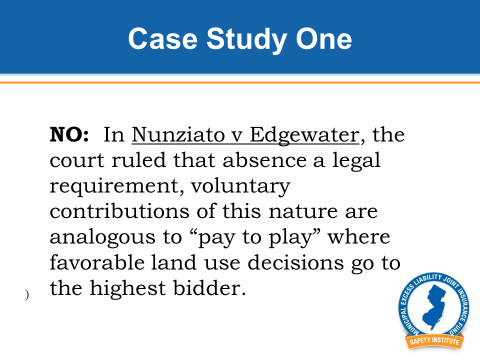 Case Study One
NO: In Nunziato v Edgewater, the
court ruled that absence a legal
requirement, voluntary
contributions of this nature are
analogous to “pay to play” where
favorable land use decisions go to
the highest bidder.
)
MUNICIPAL EXCESS LIABILITY JOINT INSURANCE FUND
SAFETY INSTITUTE